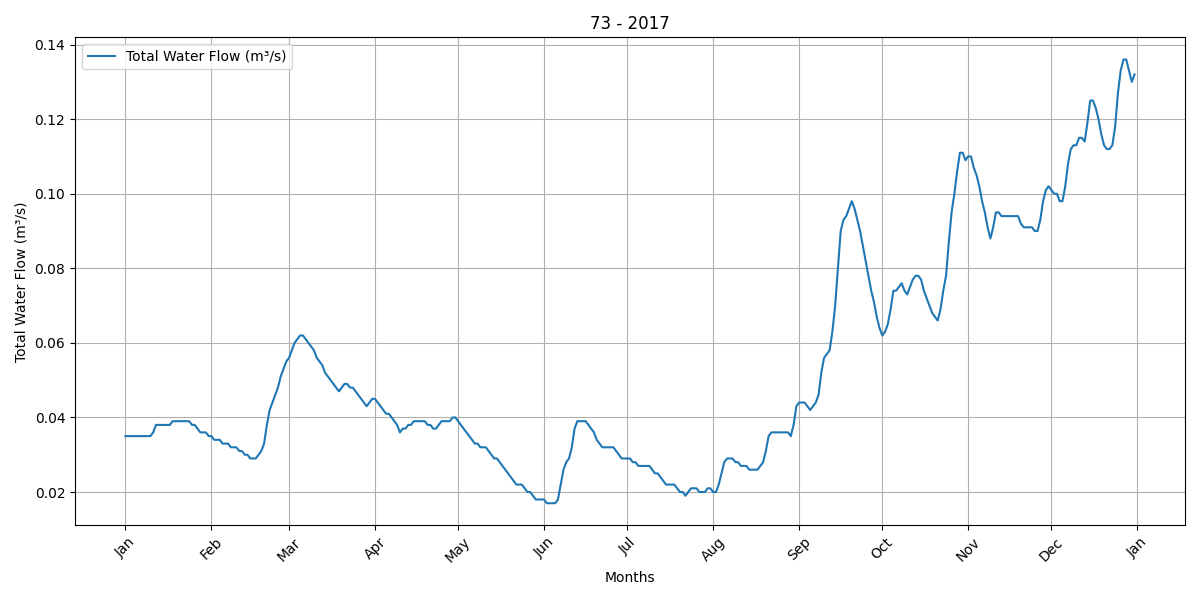 73 - 2017
Total Water Flow (m³/s)
Total Water Flow (m³/s)
0.14
0.12
0.10
0.08
0.06
0.04
0.02
Jan
Feb
Mar
Apr
May
Jun
Jul
Aug
Sep
Oct
Nov
Dec
Jan
Months